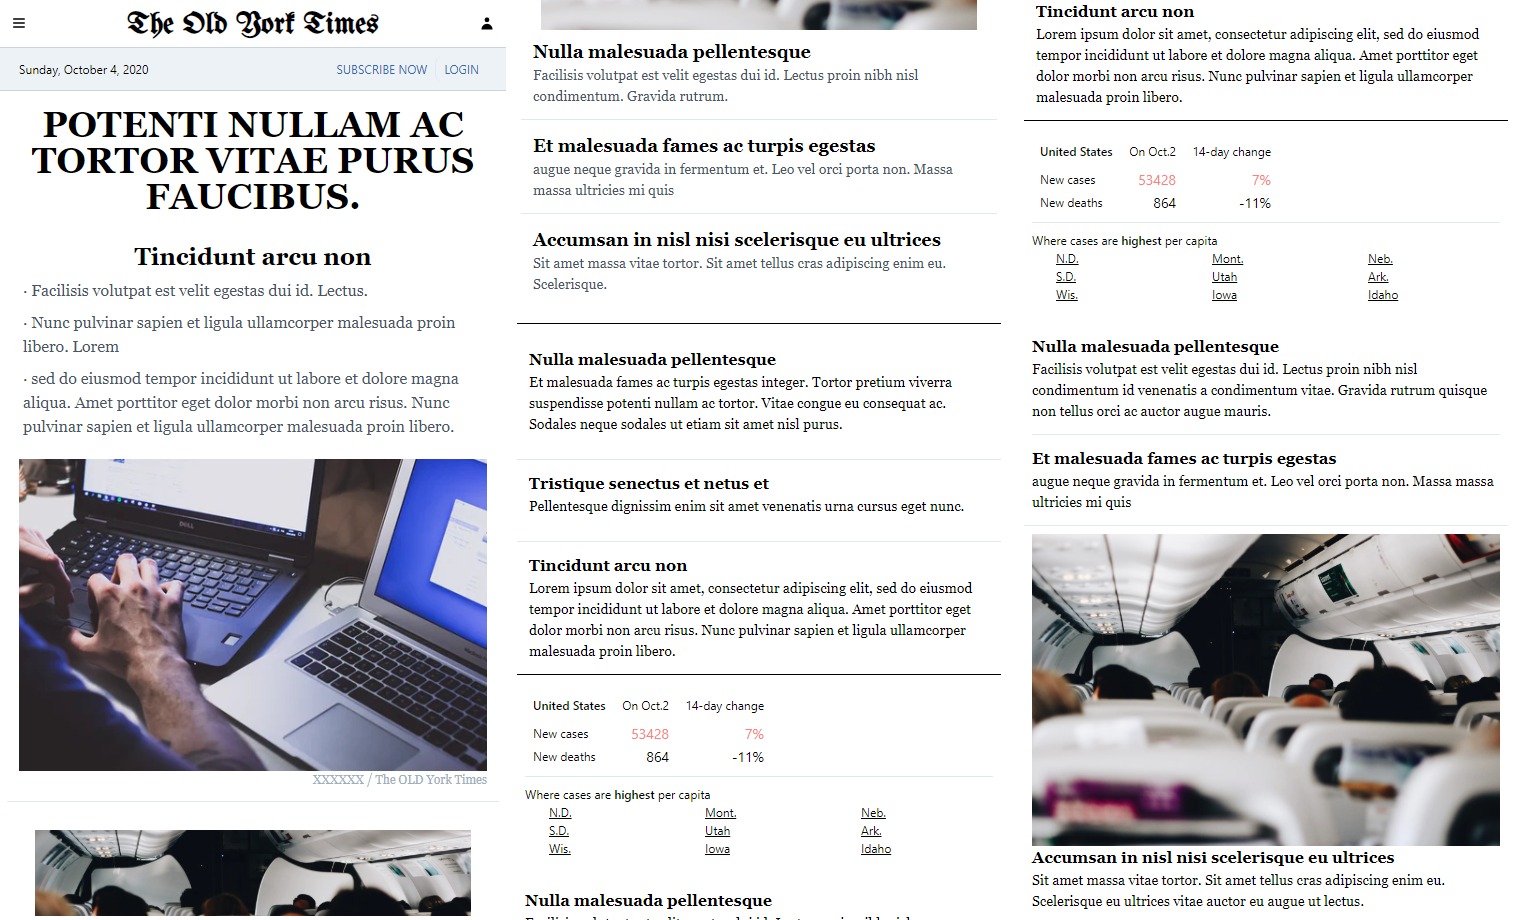 The Old York Times
Sunday, October 4, 2020
SUBSCRIBE NOW
LOGIN
POTENTI NULLAM AC
TORTOR VITAE PURUS
FAUCIBUS.
Tincidunt arcu non
· Facilisis volutpat est velit egestas dui id. Lectus.
· Nunc pulvinar sapien et ligula ullamcorper malesuada proin
libero. Lorem
· sed do eiusmod tempor incididunt ut labore et dolore magna
aliqua. Amet porttitor eget dolor morbi non arcu risus. Nunc
pulvinar sapien et ligula ullamcorper malesuada proin libero.
DELL
XXXXXX / The OLD York Times
Nulla malesuada pellentesque
Facilisis volutpat est velit egestas dui id. Lectus proin nibh nisl
condimentum. Gravida rutrum.
Et malesuada fames ac turpis egestas
augue neque gravida in fermentum et. Leo vel orci porta non. Massa
massa ultricies mi quis
Accumsan in nisl nisi scelerisque eu ultrices
Sit amet massa vitae tortor. Sit amet tellus cras adipiscing enim eu.
Scelerisque.
Nulla malesuada pellentesque
Et malesuada fames ac turpis egestas integer. Tortor pretium viverra
suspendisse potenti nullam ac tortor. Vitae congue eu consequat ac.
Sodales neque sodales ut etiam sit amet nisl purus.
Tristique senectus et netus et
Pellentesque dignissim enim sit amet venenatis urna cursus eget nunc.
Tincidunt arcu non
Lorem ipsum dolor sit amet, consectetur adipiscing elit, sed do eiusmod
tempor incididunt ut labore et dolore magna aliqua. Amet porttitor eget
dolor morbi non arcu risus. Nunc pulvinar sapien et ligula ullamcorper
malesuada proin libero.
United States On Oct.2 14-day change
New cases 53428 7%
New deaths 864 -11%
Where cases are highest per capita
N.D. Mont. Neb.
S.D. Utah Ark.
Wis. Iowa Idaho
Nulla malesuada pellentesque
Tincidunt arcu non
Lorem ipsum dolor sit amet, consectetur adipiscing elit, sed do eiusmod
tempor incididunt ut labore et dolore magna aliqua. Amet porttitor eget
dolor morbi non arcu risus. Nunc pulvinar sapien et ligula ullamcorper
malesuada proin libero.
United States On Oct.2 14-day change
New cases 53428 7%
New deaths 864 -11%
Where cases are highest per capita
N.D. Mont. Neb.
S.D. Utah Ark.
Wis. Iowa Idaho
Nulla malesuada pellentesque
Facilisis volutpat est velit egestas dui id. Lectus proin nibh nisl
condimentum id venenatis a condimentum vitae. Gravida rutrum quisque
non tellus orci ac auctor augue mauris.
Et malesuada fames ac turpis egestas
augue neque gravida in fermentum et. Leo vel orci porta non. Massa massa
ultricies mi quis
Accumsan in nisl nisi scelerisque eu ultrices
Sit amet massa vitae tortor. Sit amet tellus cras adipiscing enim eu.
Scelerisque eu ultrices vitae auctor eu augue ut lectus.